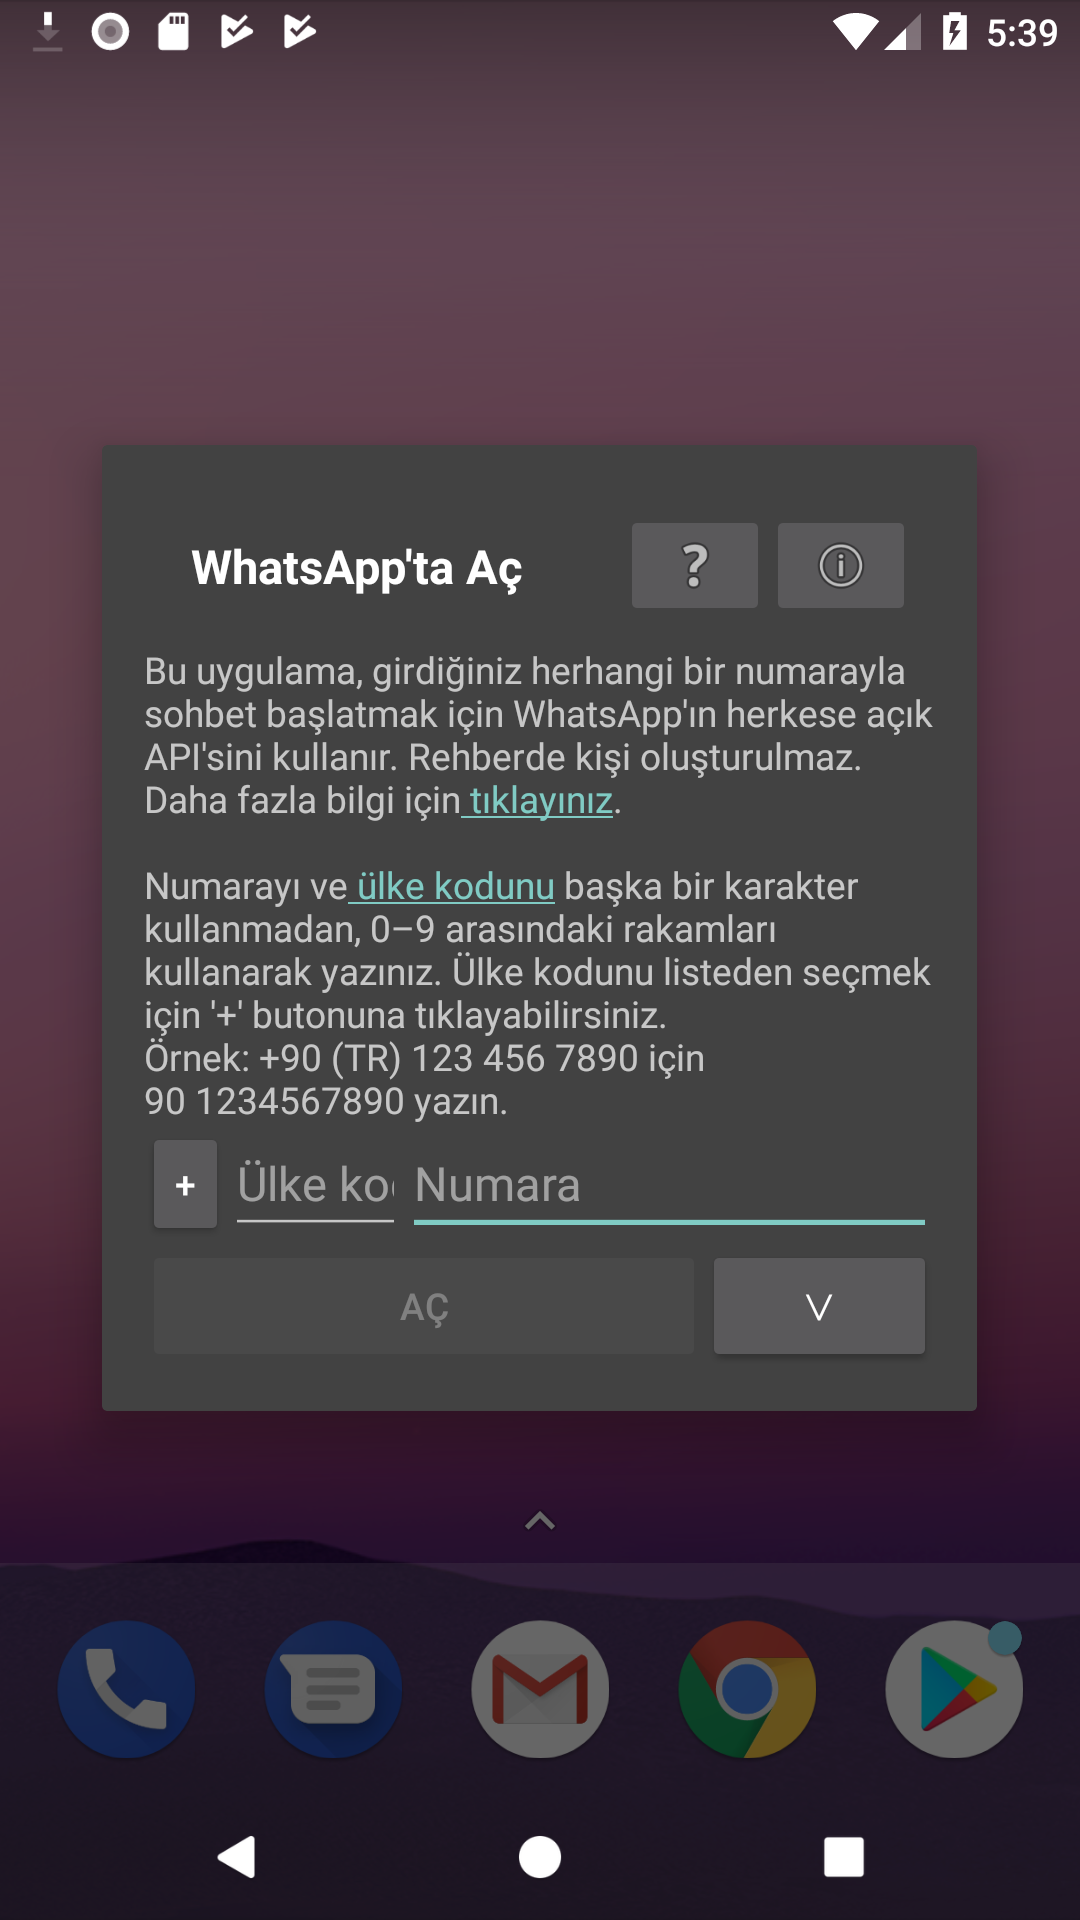 5:39
WhatsApp'ta Aç
?
Bu uygulama, girdiğiniz herhangi bir numarayla
sohbet başlatmak için WhatsApp'ın herkese açık
API'sini kullanır. Rehberde kişi oluşturulmaz.
Daha fazla bilgi için tıklayınız.
Numarayı ve ülke kodunu başka bir karakter
kullanmadan, 0–9 arasındaki rakamları
kullanarak yazınız. Ülke kodunu listeden seçmek
için '+' butonuna tıklayabilirsiniz.
Örnek: +90 (TR) 123 456 7890 için
90 1234567890 yazın.
+ Ülke ko Numara
AÇ V